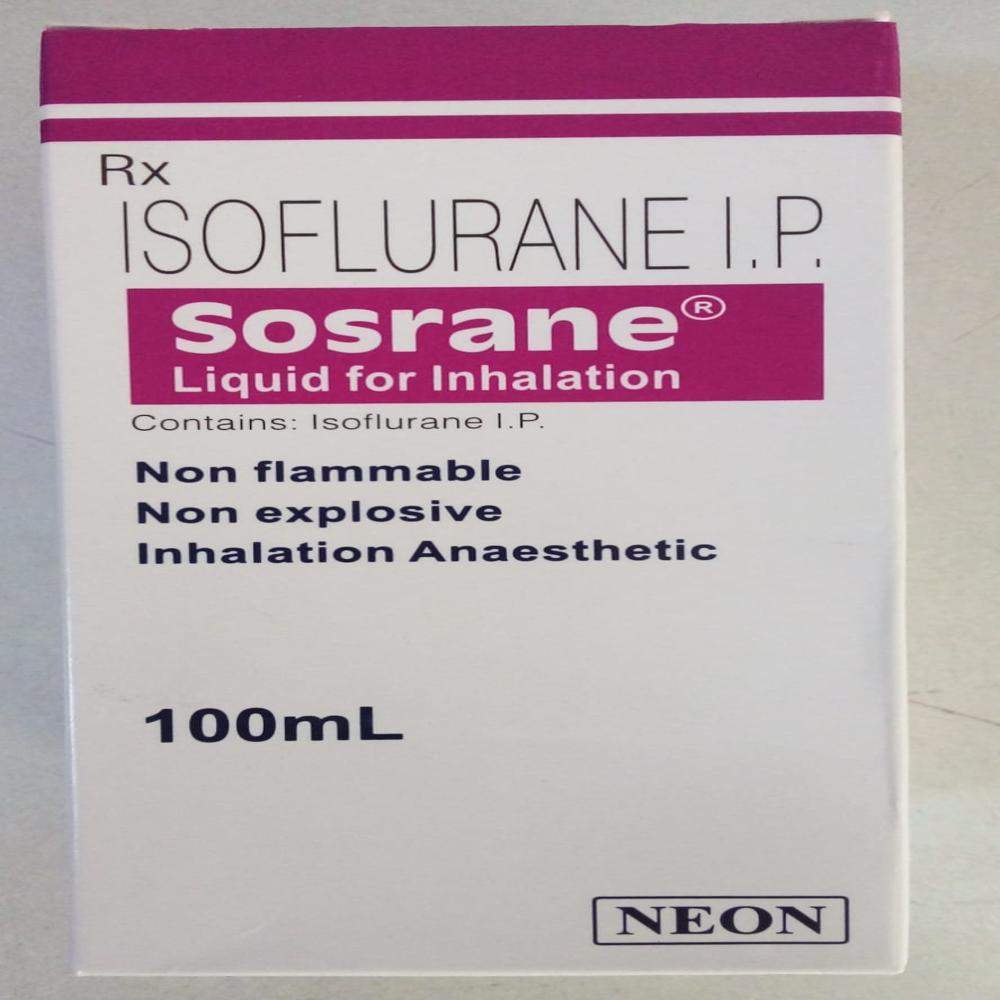 Rx
ISOFLURANE I.P.
Sosrane®
Liquid for Inhalation
Contains: Isoflurane I.P.
Non flammable
Non explosive
Inhalation Anaesthetic
100mL
NEON